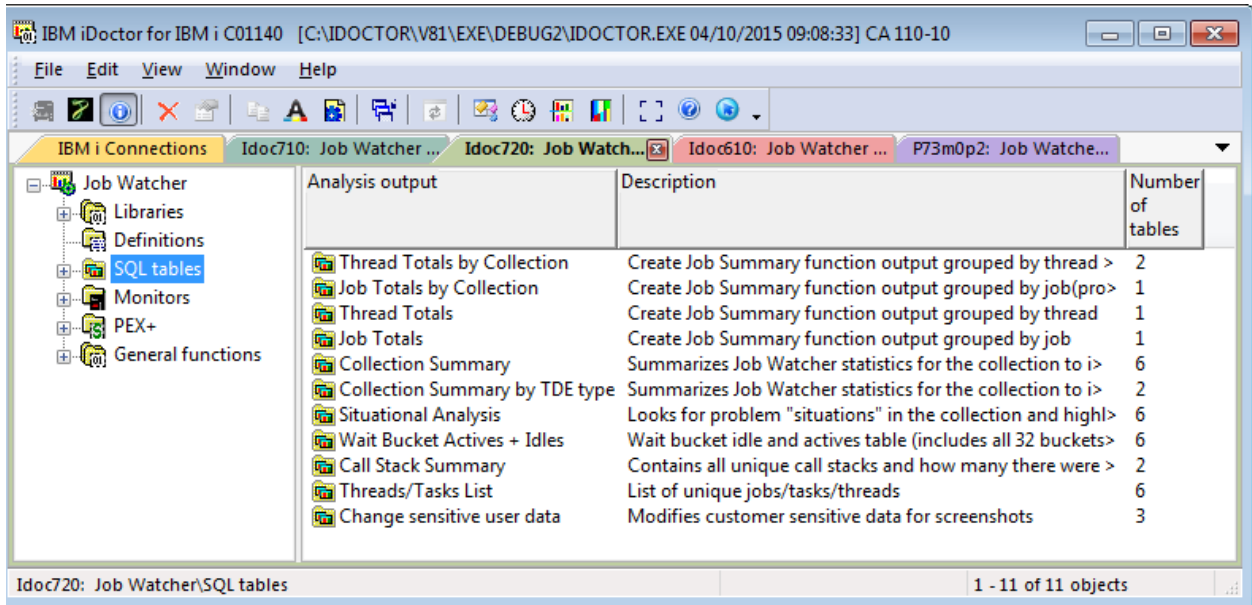 IBM iDoctor for IBM i C01140 [C:\IDOCTOR\V81\EXE\DEBUG2\IDOCTOR.EXE 04/10/2015 09:08:33] CA 110-10
File Edit View Window Help
IBM i Connections Idoc710: Job Watcher ... Idoc720: Job Watch... Idoc610: Job Watcher ... P73m0p2: Job Watche...
Job Watcher
Libraries
Definitions
SQL tables
Monitors
PEX+
General functions
Analysis output Description Number of tables
Thread Totals by Collection Create Job Summary function output grouped by thread > 2
Job Totals by Collection Create Job Summary function output grouped by job(pro> 1
Thread Totals Create Job Summary function output grouped by thread 1
Job Totals Create Job Summary function output grouped by job 1
Collection Summary Summarizes Job Watcher statistics for the collection to i> 6
Collection Summary by TDE type Summarizes Job Watcher statistics for the collection to i> 2
Situational Analysis Looks for problem "situations" in the collection and highl> 6
Wait Bucket Actives + Idles Wait bucket idle and actives table (includes all 32 buckets> 6
Call Stack Summary Contains all unique call stacks and how many there were > 2
Threads/Tasks List List of unique jobs/tasks/threads 6
Change sensitive user data Modifies customer sensitive data for screenshots 3
Idoc720: Job Watcher\SQL tables 1 - 11 of 11 objects